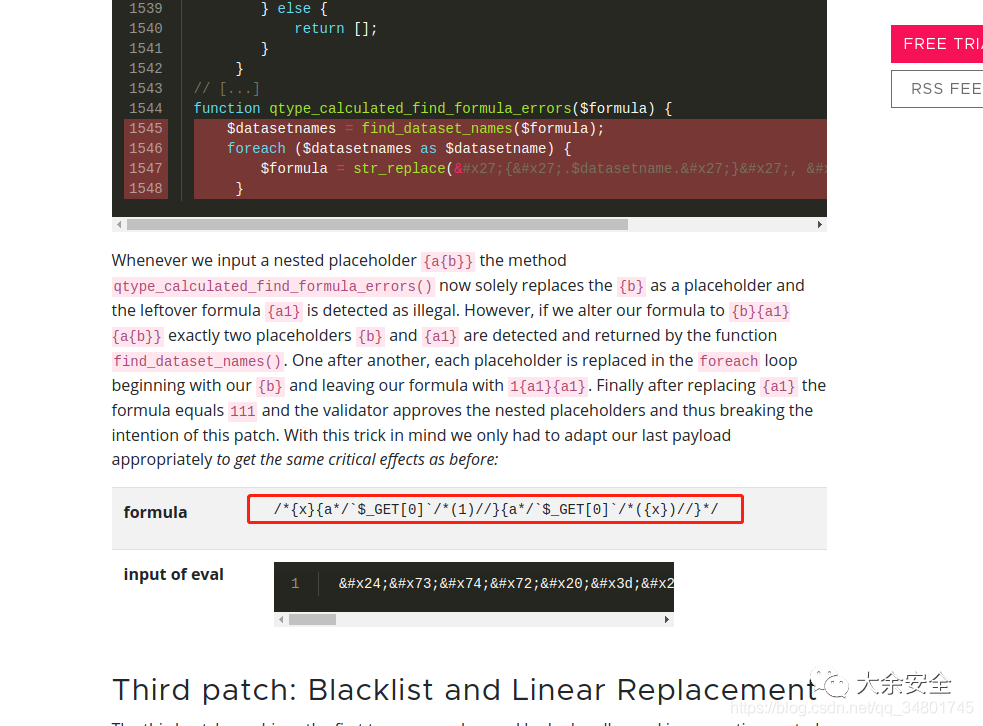 1539 } else {
1540 return [];
1541 }
1542 }
1543 // [...]
1544 function qtype_calculated_find_formula_errors($formula) {
1545 $datasetnames = find_dataset_names($formula);
1546 foreach ($datasetnames as $datasetname) {
1547 $formula = str_replace(&#x27;{&#x27;.$datasetname.&#x27;}&#x27;, &#x
1548 }
FREE TRI
RSS FEE
Whenever we input a nested placeholder {a{b}} the method
qtype_calculated_find_formula_errors() now solely replaces the {b} as a placeholder and
the leftover formula {a1} is detected as illegal. However, if we alter our formula to {b}{a1}
{a{b}} exactly two placeholders {b} and {a1} are detected and returned by the function
find_dataset_names(). One after another, each placeholder is replaced in the foreach loop
beginning with our {b} and leaving our formula with 1{a1}{a1}. Finally after replacing {a1} the
formula equals 111 and the validator approves the nested placeholders and thus breaking the
intention of this patch. With this trick in mind we only had to adapt our last payload
appropriately to get the same critical effects as before:
formula /*{x}{a*/`$_GET[0]`/*(1)//}{a*/`$_GET[0]`/*({x})//}*/
input of eval
1 &#x24;&#x73;&#x74;&#x72;&#x20;&#x3d;&#x2
Third patch: Blacklist and Linear Replacement
大余安全
https://blog.csdn.net/qq_34801745